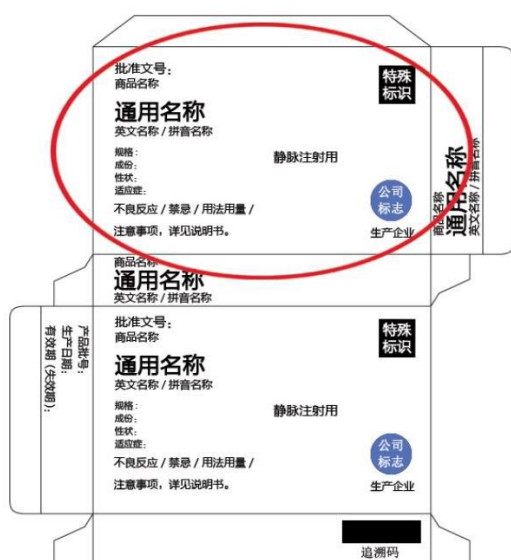 批准文号：
商品名称
特殊
标识
通用名称
英文名称 / 拼音名称
规格：
成份：
性状：
适应症：
静脉注射用
不良反应 / 禁忌 / 用法用量 /
注意事项，详见说明书。
公司
标志
生产企业
商品名称
通用名称
英文名称 / 拼音名称
商品名称
通用名称
英文名称 / 拼音名称
产品批号：
生产日期：
有效期（失效期）：
批准文号：
商品名称
特殊
标识
通用名称
英文名称 / 拼音名称
规格：
成份：
性状：
适应症：
静脉注射用
不良反应 / 禁忌 / 用法用量 /
注意事项，详见说明书。
公司
标志
生产企业
追溯码